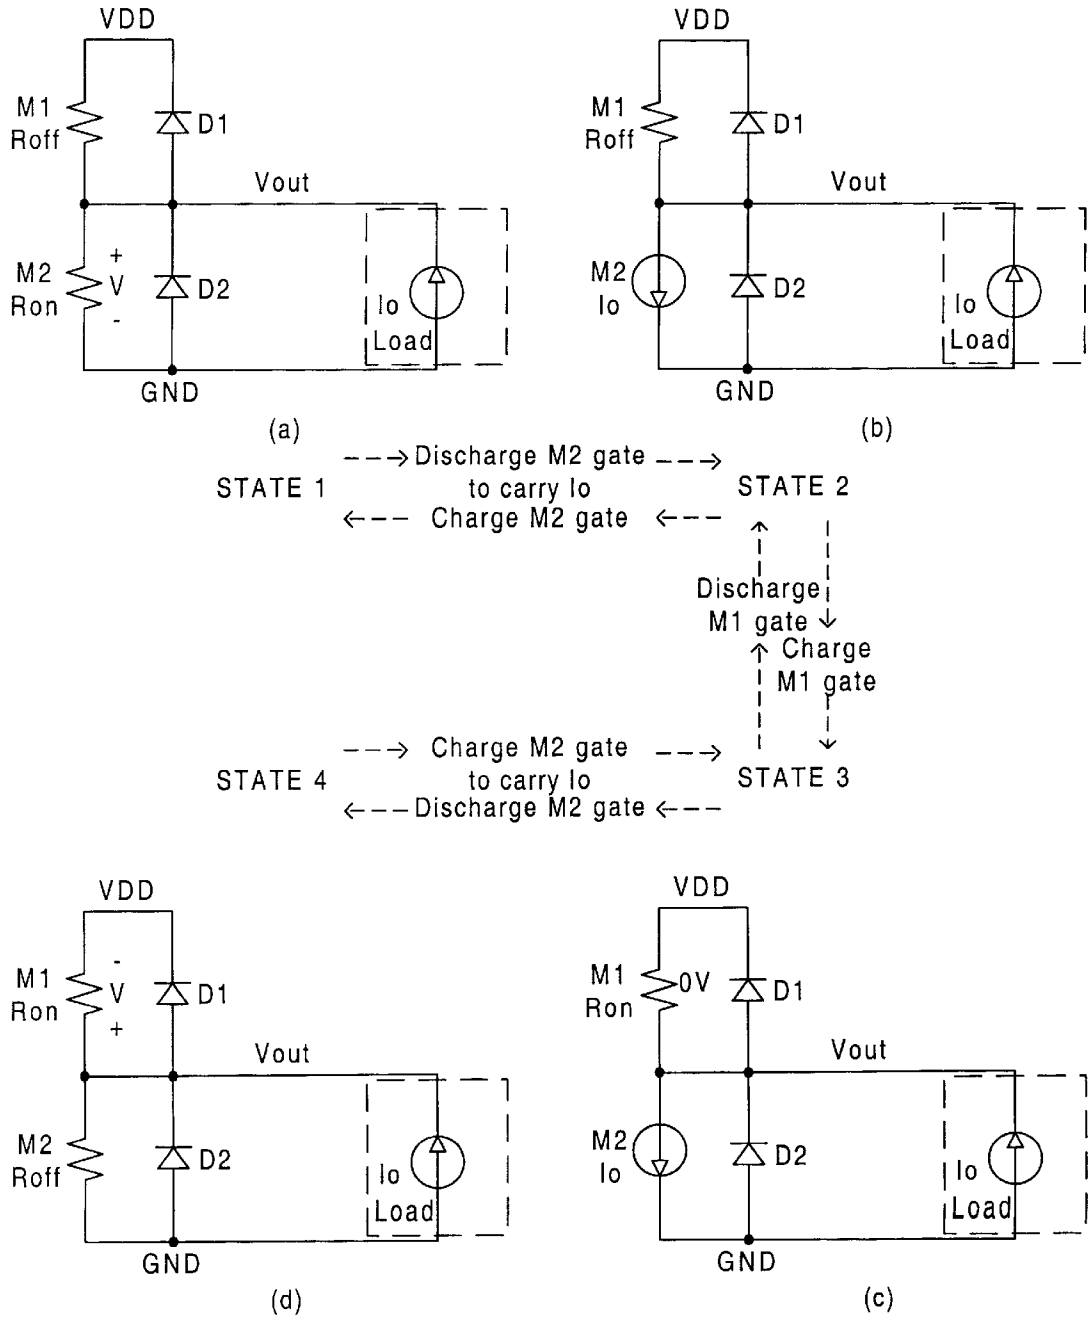 VDD
M1
Roff
D1
Vout
M2
Ron
+
V
-
D2
Io
Load
GND
(a)
VDD
M1
Roff
D1
Vout
M2
Io
D2
Io
Load
GND
(b)
STATE 1
Discharge M2 gate
to carry Io
Charge M2 gate
STATE 2
Discharge
M1 gate
Charge
M1 gate
STATE 4
Charge M2 gate
to carry Io
Discharge M2 gate
STATE 3
VDD
M1
Ron
-
V
+
D1
Vout
M2
Roff
D2
Io
Load
GND
(d)
VDD
M1
Ron
0V
D1
Vout
M2
Io
D2
Io
Load
GND
(c)